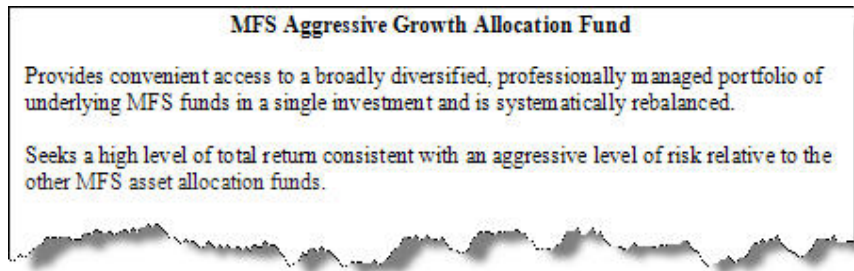 MFS Aggressive Growth Allocation Fund
Provides convenient access to a broadly diversified, professionally managed portfolio of
underlying MFS funds in a single investment and is systematically rebalanced.
Seeks a high level of total return consistent with an aggressive level of risk relative to the
other MFS asset allocation funds.